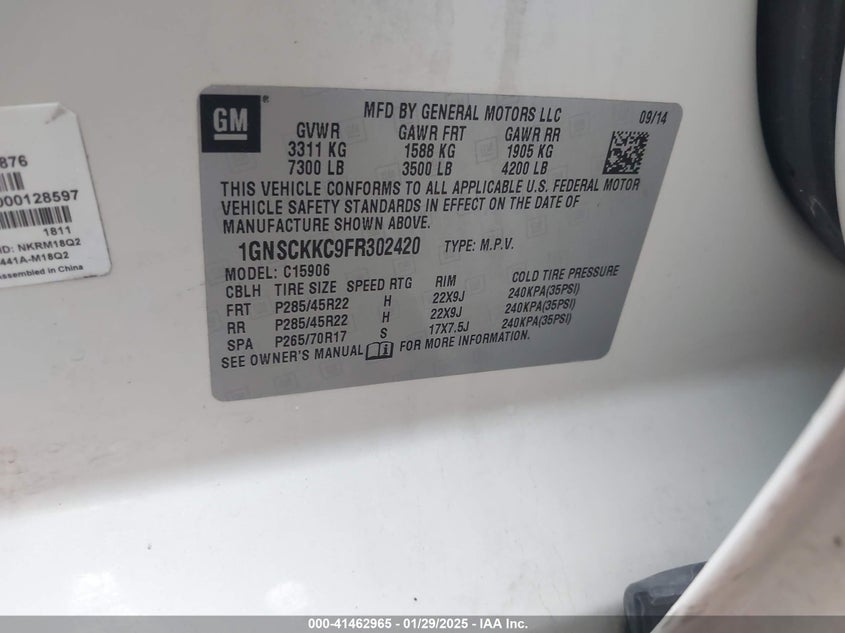 876
000128597
1811
ID: NKRM18Q2
441A-M18Q2
Assembled in China
GM ®
MFD BY GENERAL MOTORS LLC 09/14
GVWR GAWR FRT GAWR RR
3311 KG 1588 KG 1905 KG
7300 LB 3500 LB 4200 LB
THIS VEHICLE CONFORMS TO ALL APPLICABLE U.S. FEDERAL MOTOR
VEHICLE SAFETY STANDARDS IN EFFECT ON THE DATE OF
MANUFACTURE SHOWN ABOVE.
1GNSCKKC9FR302420 TYPE: M.P.V.
MODEL: C15906
CBLH TIRE SIZE SPEED RTG RIM COLD TIRE PRESSURE
FRT P285/45R22 H 22X9J 240KPA(35PSI)
RR P285/45R22 H 22X9J 240KPA(35PSI)
SPA P265/70R17 S 17X7.5J 240KPA(35PSI)
SEE OWNER'S MANUAL FOR MORE INFORMATION.
000-41462965 - 01/29/2025 - IAA Inc.